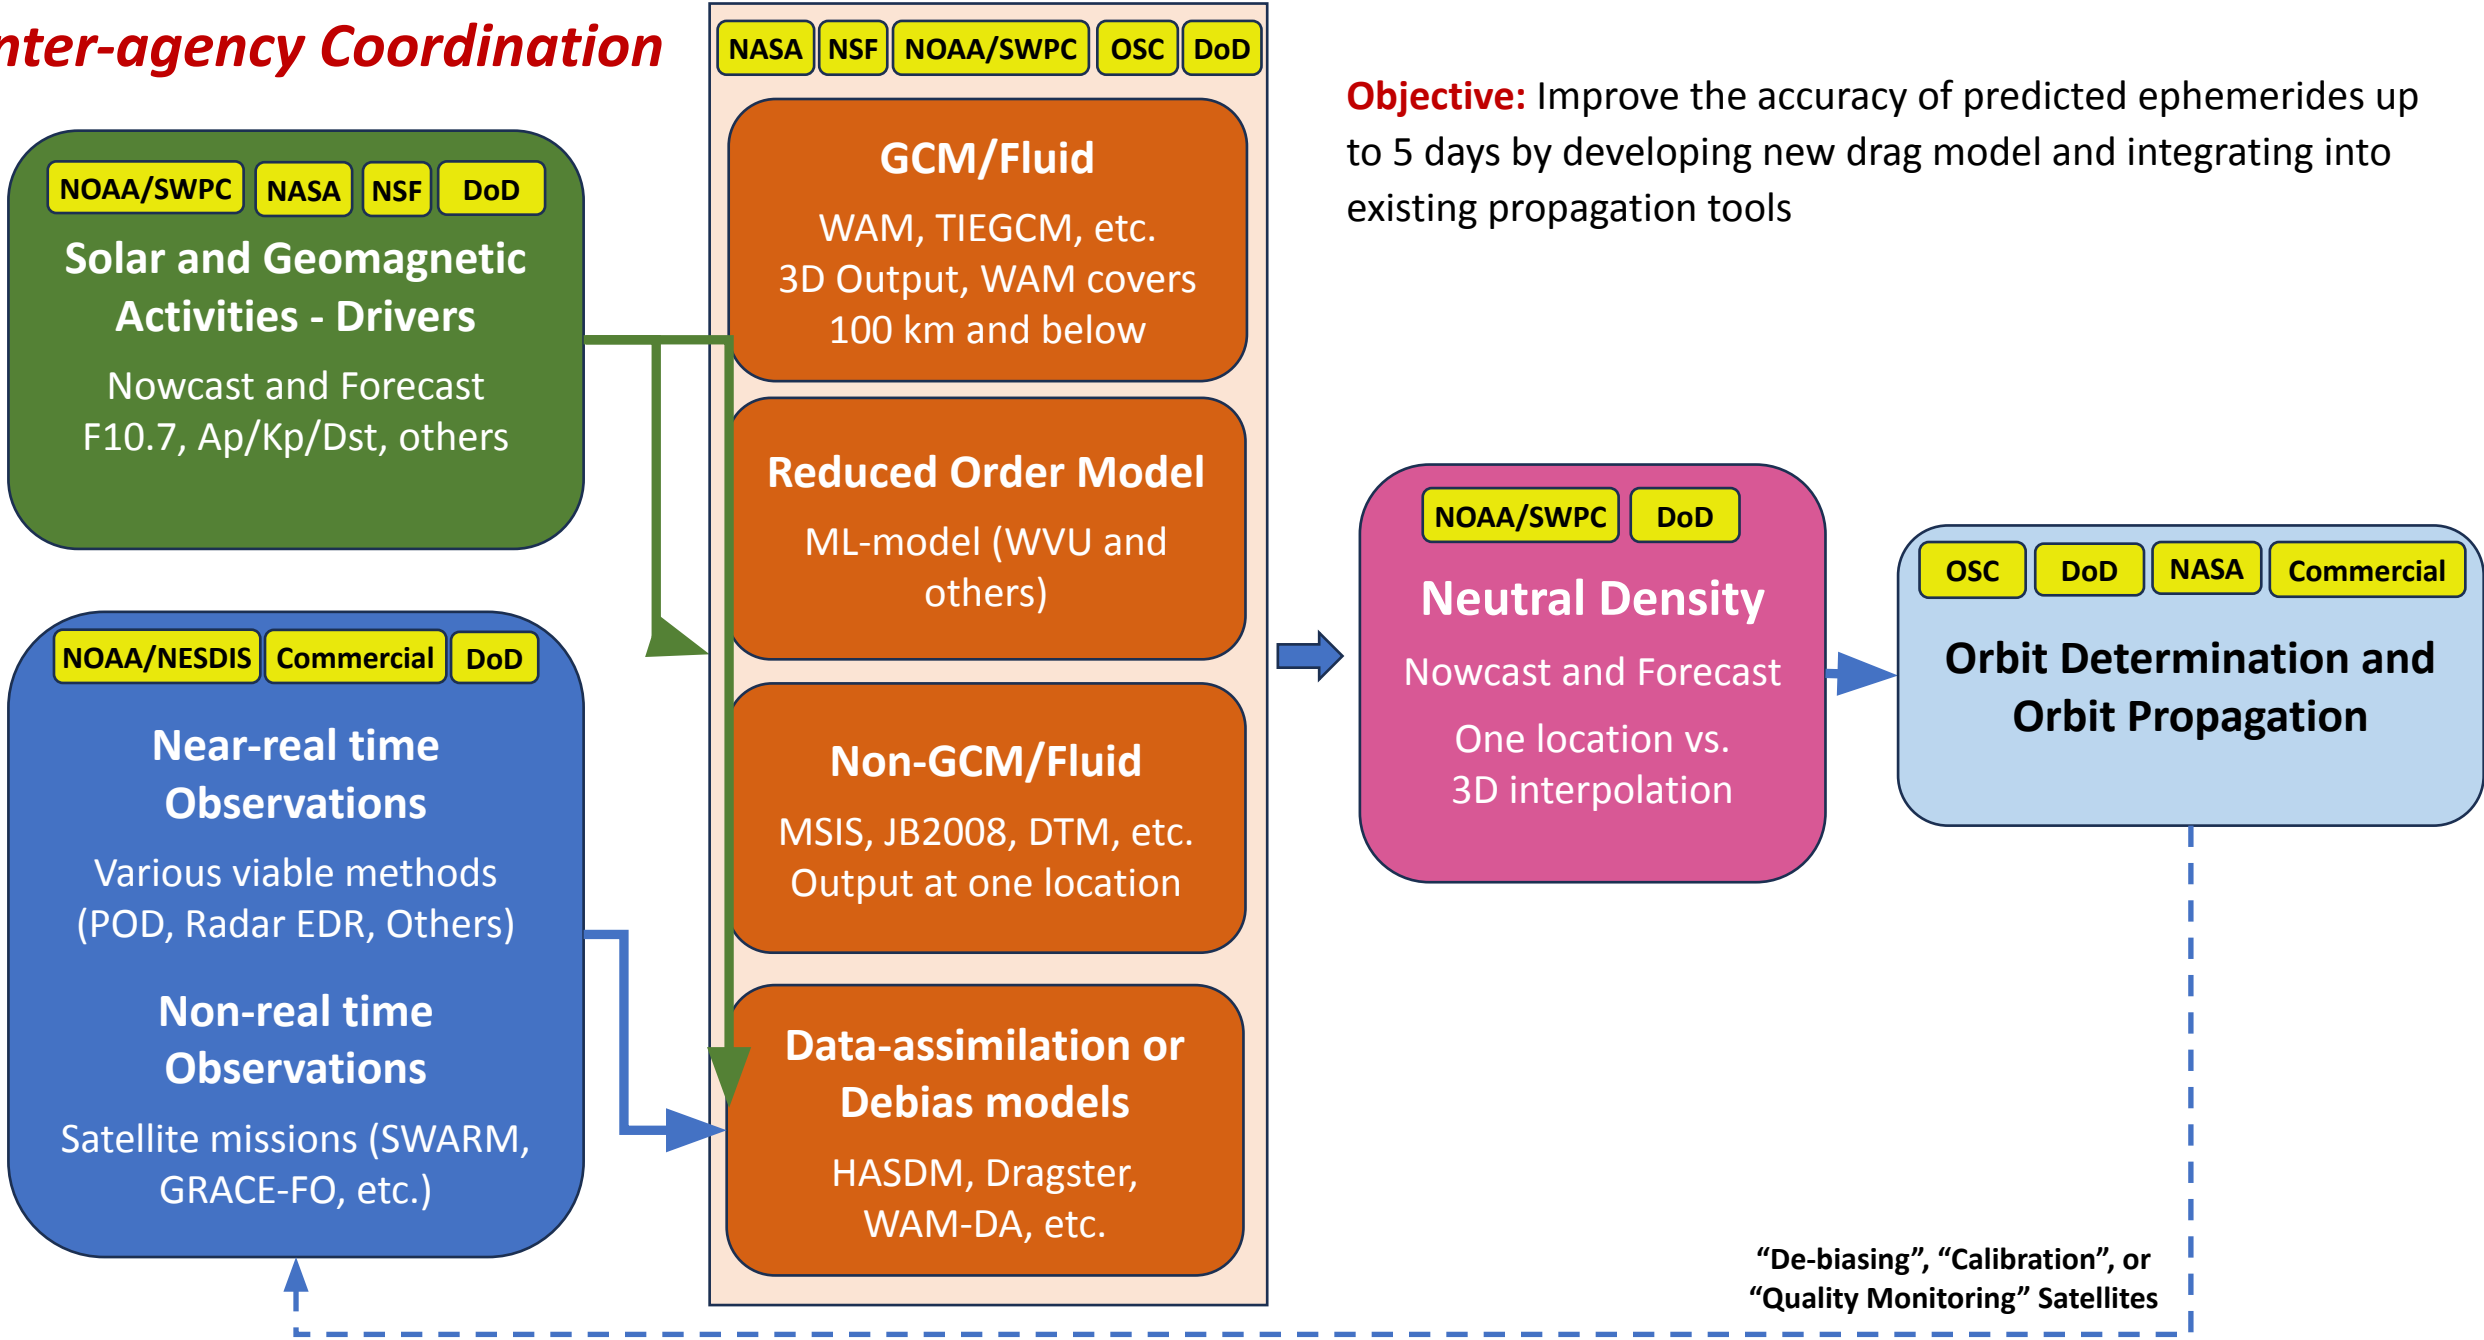 nter-agency Coordination
NOAA/SWPC NASA NSF DoD
Solar and Geomagnetic
Activities - Drivers
Nowcast and Forecast
F10.7, Ap/Kp/Dst, others
NOAA/NESDIS Commercial DoD
Near-real time
Observations
Various viable methods
(POD, Radar EDR, Others)
Non-real time
Observations
Satellite missions (SWARM,
GRACE-FO, etc.)
NASA NSF NOAA/SWPC OSC DoD
GCM/Fluid
WAM, TIEGCM, etc.
3D Output, WAM covers
100 km and below
Reduced Order Model
ML-model (WVU and
others)
Non-GCM/Fluid
MSIS, JB2008, DTM, etc.
Output at one location
Data-assimilation or
Debias models
HASDM, Dragster,
WAM-DA, etc.
Objective: Improve the accuracy of predicted ephemerides up
to 5 days by developing new drag model and integrating into
existing propagation tools
NOAA/SWPC DoD
Neutral Density
Nowcast and Forecast
One location vs.
3D interpolation
OSC DoD NASA Commercial
Orbit Determination and
Orbit Propagation
“De-biasing”, “Calibration”, or
“Quality Monitoring” Satellites